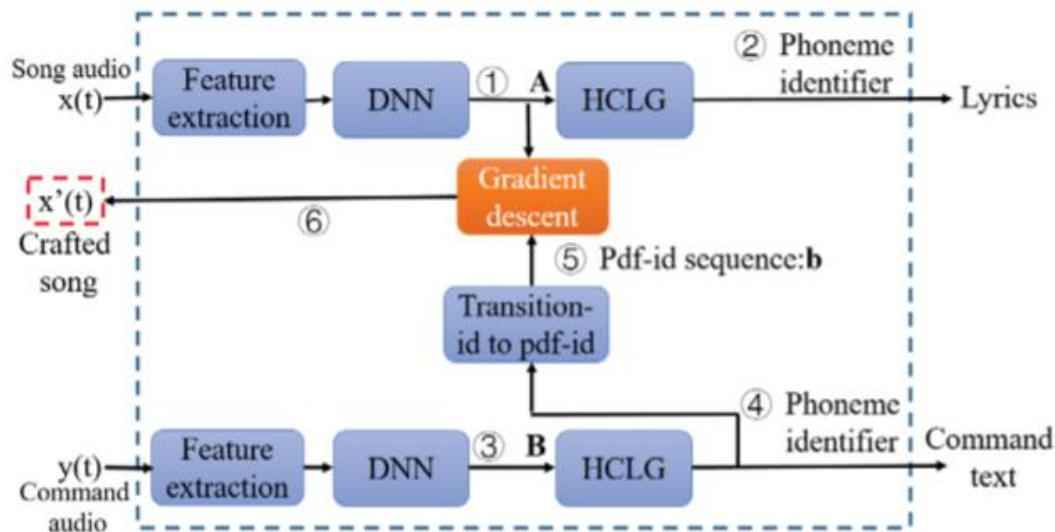 Song audio
x(t)
Feature
extraction
DNN
① A
HCLG
② Phoneme
identifier
Lyrics
Gradient
descent
x’(t)
Crafted
song
⑥
⑤ Pdf-id sequence:b
Transition-
id to pdf-id
④ Phoneme
identifier
y(t)
Command
audio
Feature
extraction
DNN
③ B
HCLG
Command
text